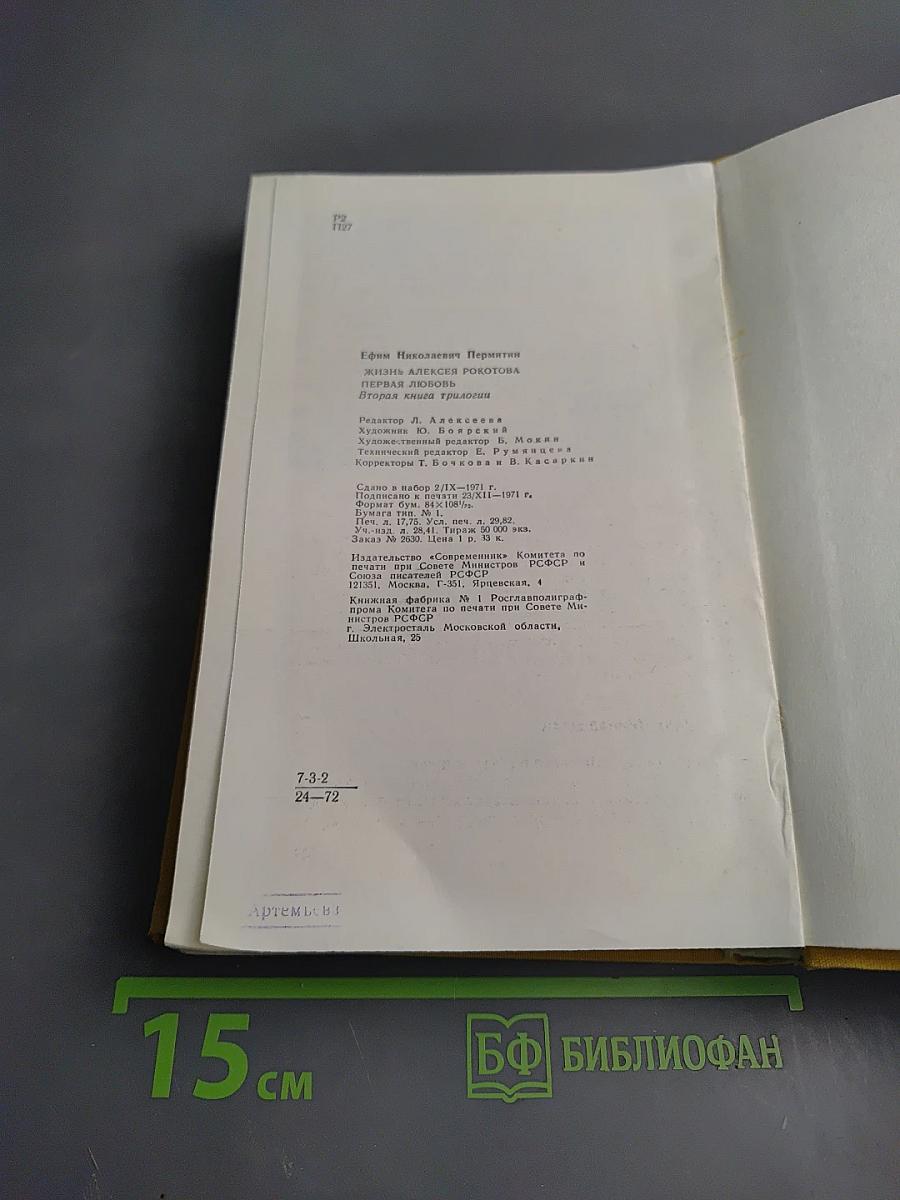 Р2
П27
Ефим Николаевич Пермитин
ЖИЗНЬ АЛЕКСЕЯ РОКОТОВА
ПЕРВАЯ ЛЮБОВЬ
Вторая книга трилогии
Редактор Л. Алексеева
Художник Ю. Боярский
Художественный редактор Б. Мокин
Технический редактор Е. Румянцева
Корректоры Т. Бочкова и В. Касаркин
Сдано в набор 2/IX—1971 г.
Подписано к печати 23/XII—1971 г.
Формат бум. 84×108¹/₃₂.
Бумага тип. № 1.
Печ. л. 17,75. Усл. печ. л. 29,82.
Уч.-изд. л. 28,41. Тираж 50 000 экз.
Заказ № 2630. Цена 1 р. 33 к.
Издательство «Современник» Комитета по
печати при Совете Министров РСФСР и
Союза писателей РСФСР
121351, Москва, Г-351, Ярцевская, 4
Книжная фабрика № 1 Росглавполиграф-
прома Комитета по печати при Совете Ми-
нистров РСФСР
г. Электросталь Московской области,
Школьная, 25
7-3-2
24—72
Артемьева
15 см
БФ БИБЛИОФАН